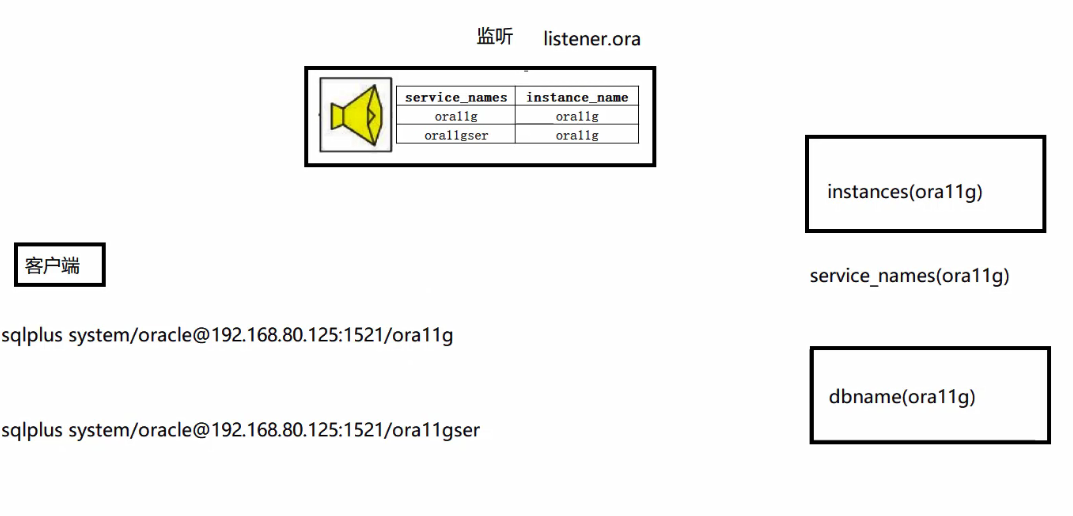 监听 listener.ora
service_names instance_name
ora11g ora11g
ora11gser ora11g
instances(ora11g)
客户端
service_names(ora11g)
sqlplus system/oracle@192.168.80.125:1521/ora11g
dbname(ora11g)
sqlplus system/oracle@192.168.80.125:1521/ora11gser